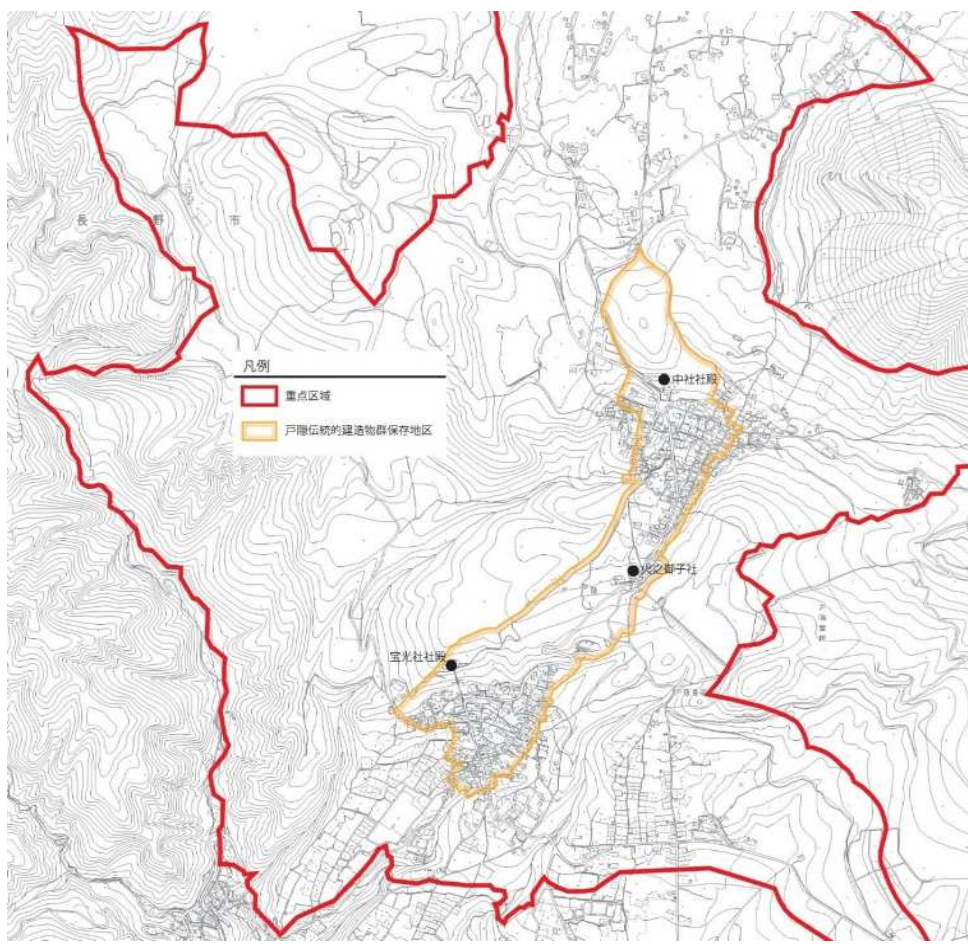 長野市
凡例
重点区域
戸隠伝統的建造物群保存地区
中社社殿
火之御子社
宝光社社殿